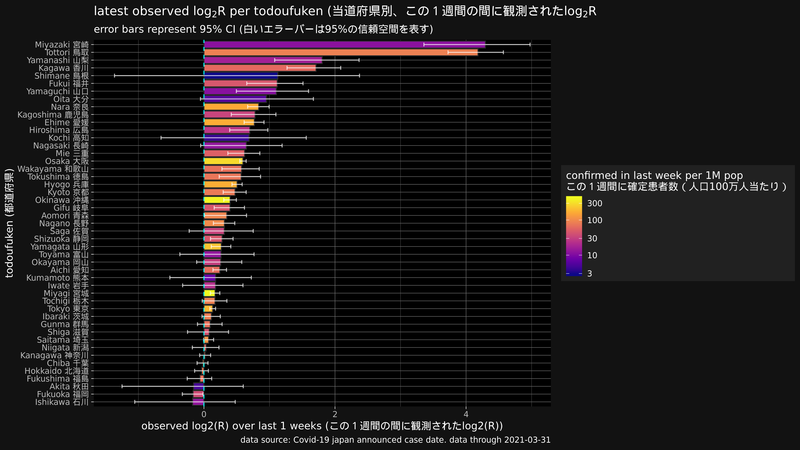 latest observed log₂R per todoufuken (当道府県別、この１週間の間に観測されたlog₂R
error bars represent 95% CI (白いエラーバーは95%の信頼空間を表す)
todoufuken (都道府県)
Miyazaki 宮崎
Tottori 鳥取
Yamanashi 山梨
Kagawa 香川
Shimane 島根
Fukui 福井
Yamaguchi 山口
Oita 大分
Nara 奈良
Kagoshima 鹿児島
Ehime 愛媛
Hiroshima 広島
Kochi 高知
Nagasaki 長崎
Mie 三重
Osaka 大阪
Wakayama 和歌山
Tokushima 徳島
Hyogo 兵庫
Kyoto 京都
Okinawa 沖縄
Gifu 岐阜
Aomori 青森
Nagano 長野
Saga 佐賀
Shizuoka 静岡
Yamagata 山形
Toyama 富山
Okayama 岡山
Aichi 愛知
Kumamoto 熊本
Iwate 岩手
Miyagi 宮城
Tochigi 栃木
Tokyo 東京
Ibaraki 茨城
Gunma 群馬
Shiga 滋賀
Saitama 埼玉
Niigata 新潟
Kanagawa 神奈川
Chiba 千葉
Hokkaido 北海道
Fukushima 福島
Akita 秋田
Fukuoka 福岡
Ishikawa 石川
0 2 4
observed log2(R) over last 1 weeks (この１週間の間に観測されたlog2(R))
data source: Covid-19 japan announced case date. data through 2021-03-31
confirmed in last week per 1M pop
この１週間に確定患者数 ( 人口100万人当たり )
300
100
30
10
3